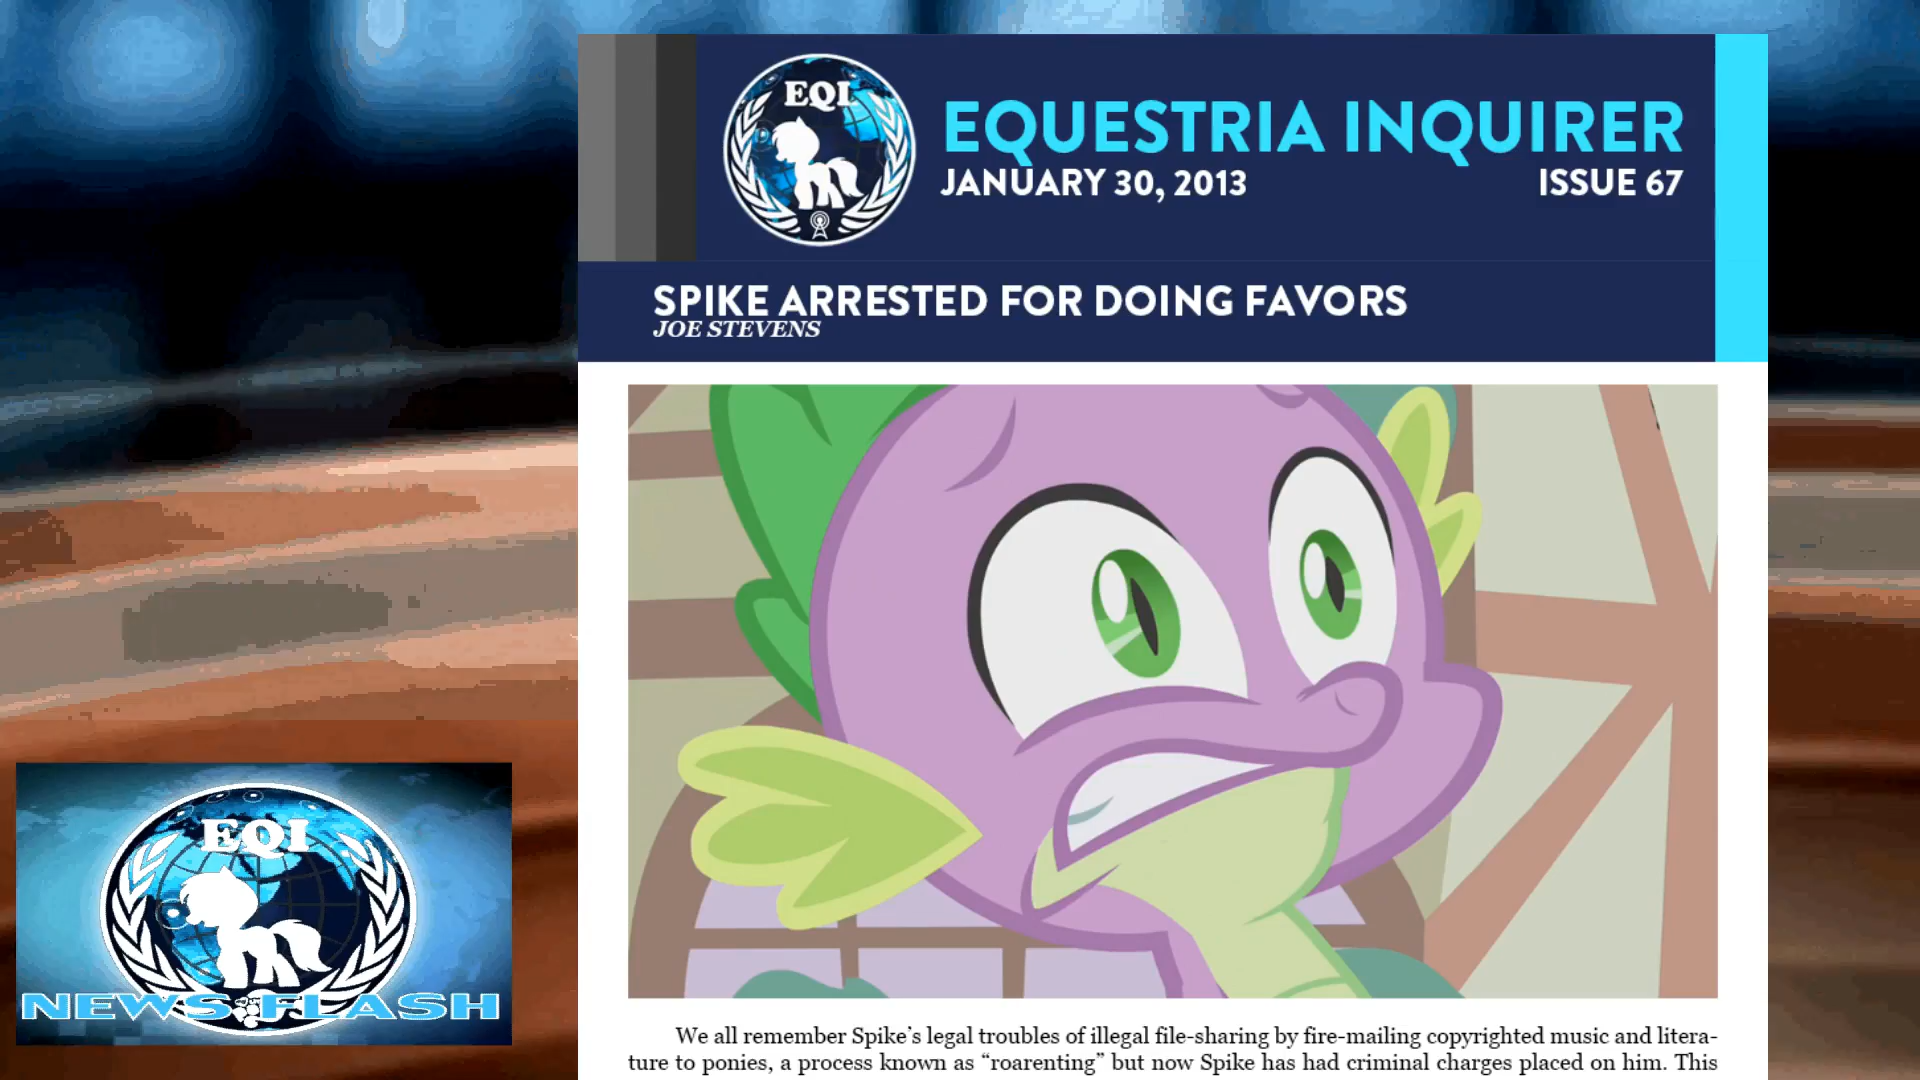 EQI
EQUESTRIA INQUIRER
JANUARY 30, 2013
ISSUE 67
SPIKE ARRESTED FOR DOING FAVORS
JOE STEVENS
EQI
NEWS FLASH
We all remember Spike’s legal troubles of illegal file-sharing by fire-mailing copyrighted music and litera-
ture to ponies, a process known as “roarenting” but now Spike has had criminal charges placed on him. This